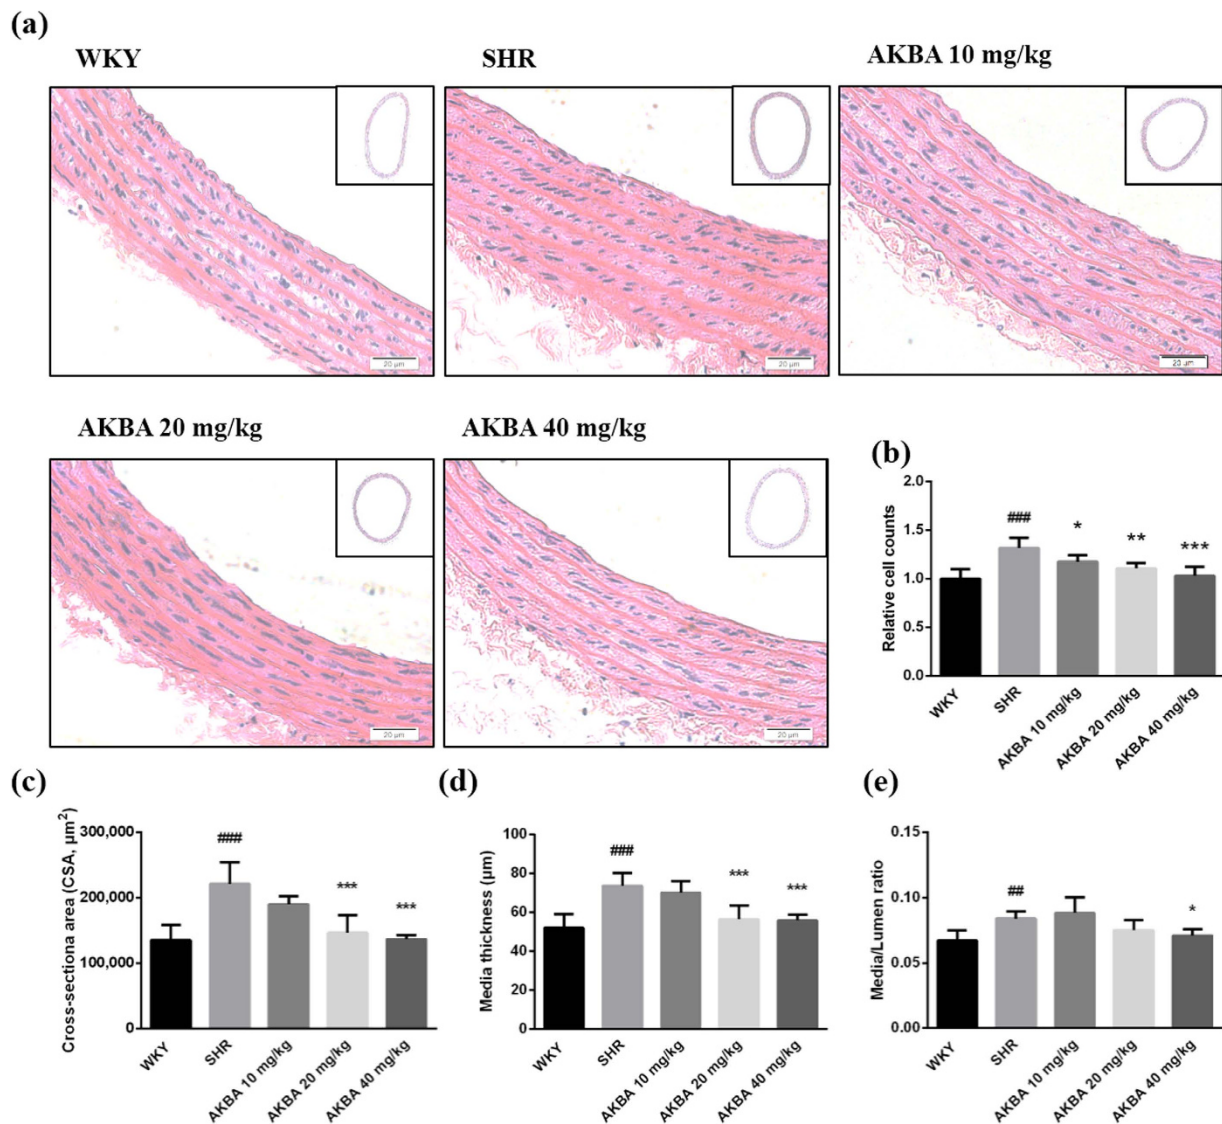 (a)
WKY
SHR
AKBA 10 mg/kg
20 µm
20 µm
20 µm
AKBA 20 mg/kg
AKBA 40 mg/kg
20 µm
20 µm
(b)
Relative cell counts
2.0
1.5
1.0
0.5
0.0
###
*
**
***
WKY
SHR
AKBA 10 mg/kg
AKBA 20 mg/kg
AKBA 40 mg/kg
(c)
Cross-sectiona area (CSA, µm²)
300,000
200,000
100,000
0
###
***
***
WKY
SHR
AKBA 10 mg/kg
AKBA 20 mg/kg
AKBA 40 mg/kg
(d)
Media thickness (µm)
100
80
60
40
20
0
###
***
***
WKY
SHR
AKBA 10 mg/kg
AKBA 20 mg/kg
AKBA 40 mg/kg
(e)
Media/Lumen ratio
0.15
0.10
0.05
0.00
##
*
WKY
SHR
AKBA 10 mg/kg
AKBA 20 mg/kg
AKBA 40 mg/kg